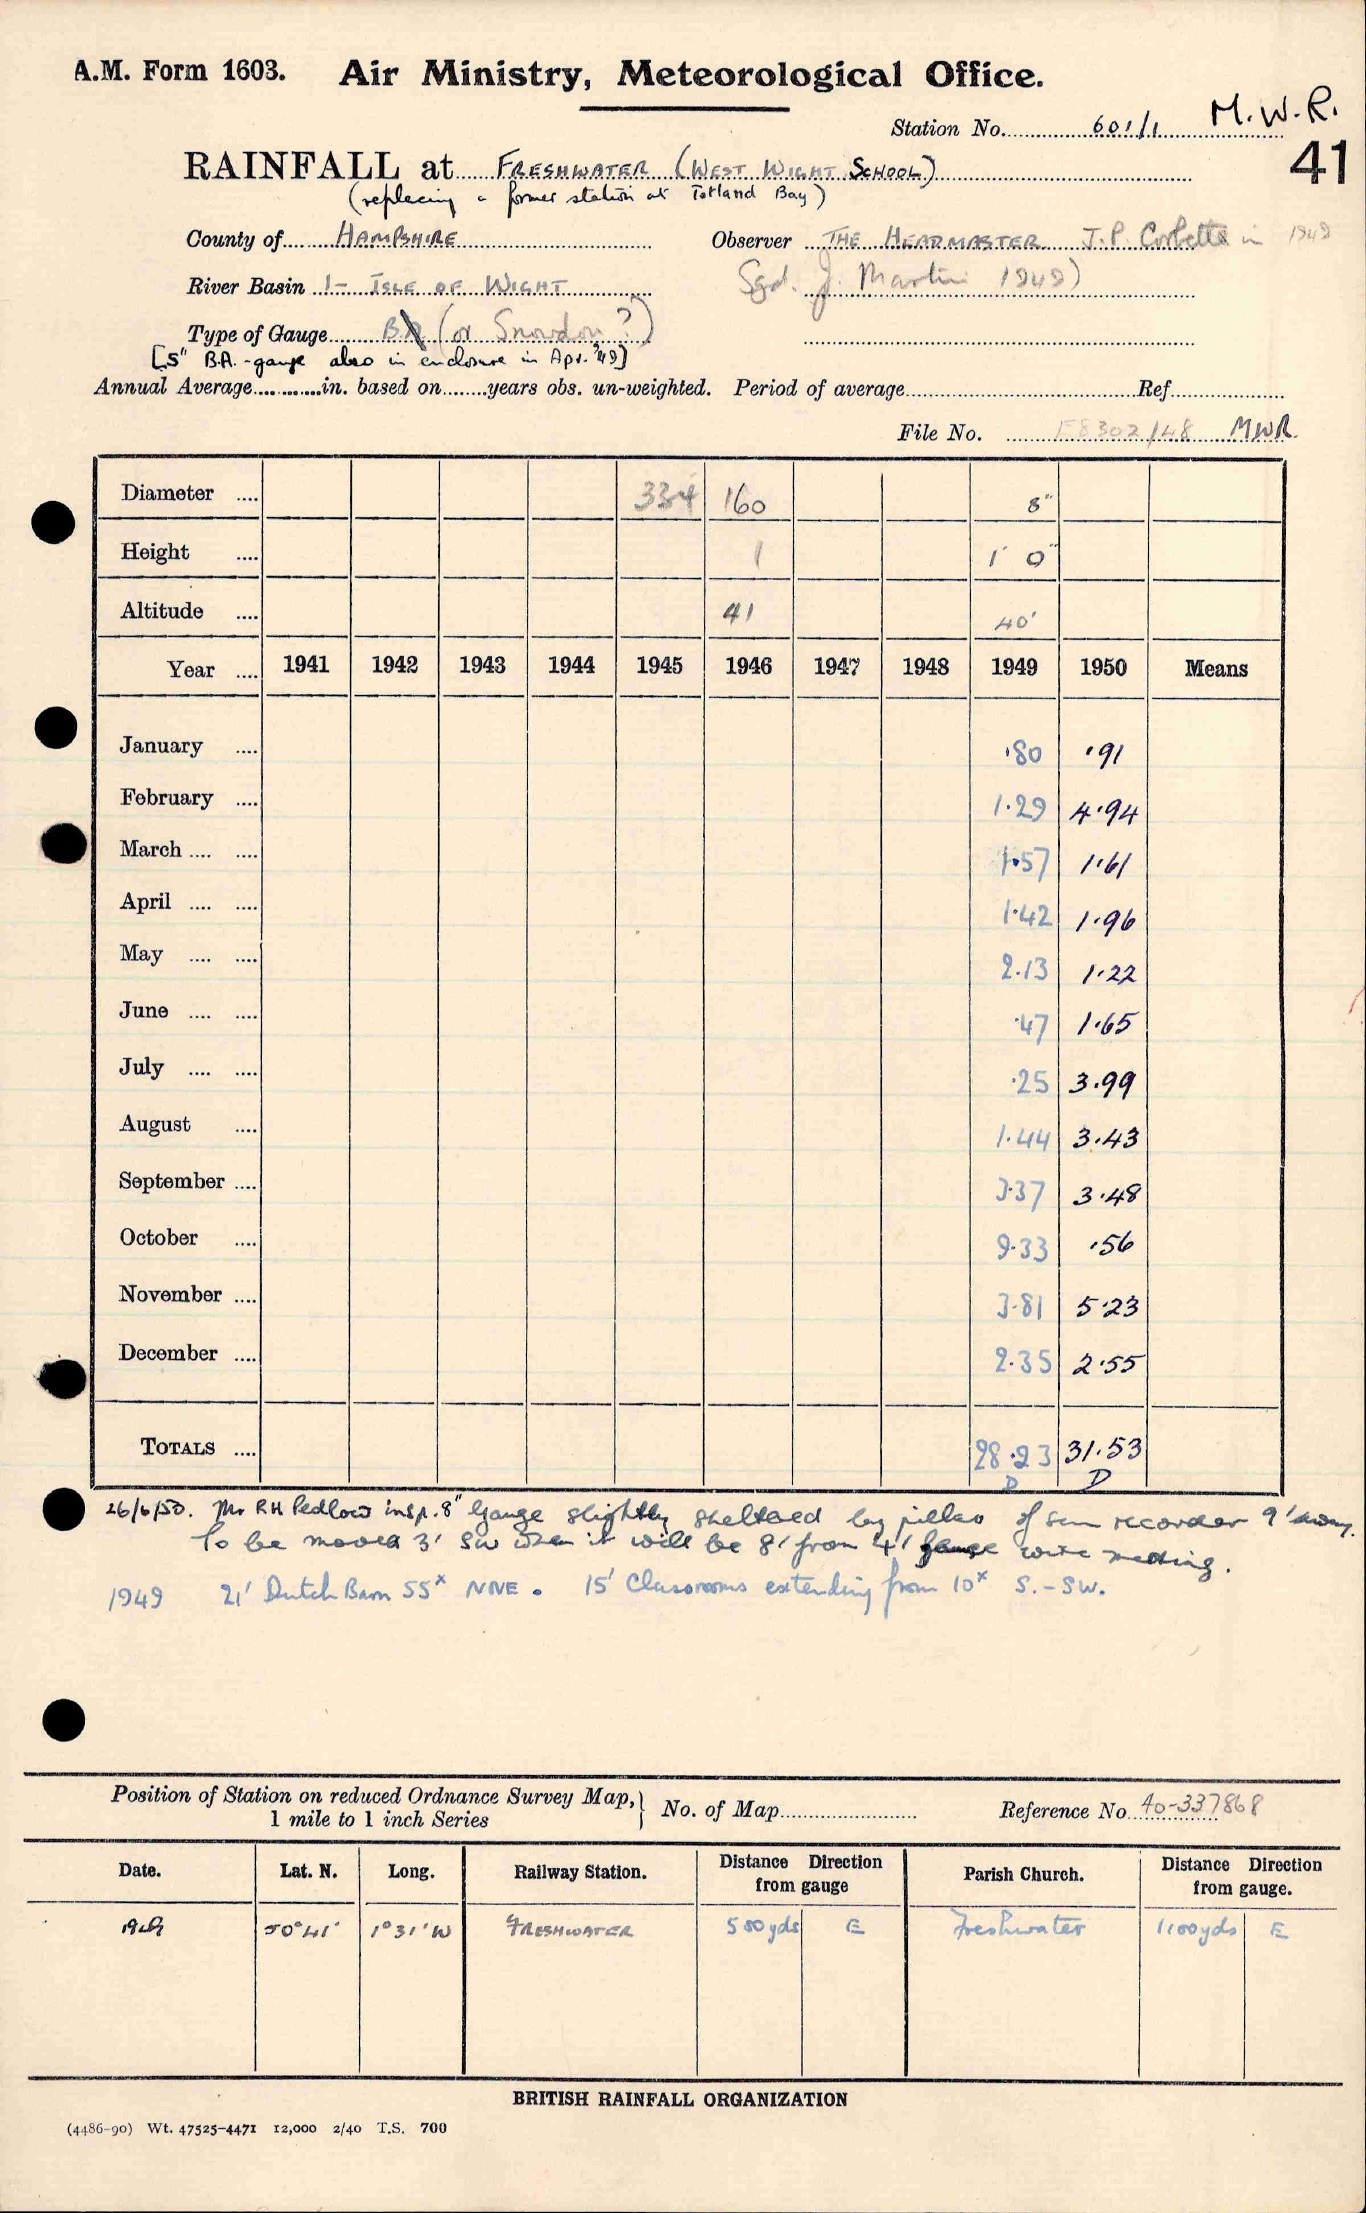 A.M. Form 1603. Air Ministry, Meteorological Office.
M.W.R.
Station No. 601/1
41
RAINFALL at FRESHWATER (WEST WIGHT SCHOOL)
(replacing a former station at Totland Bay)
County of HAMPSHIRE Observer THE HEADMASTER J.P. Corbette in 1949
River Basin 1- ISLE OF WIGHT Sgd. J. Martin 1949)
Type of Gauge BA (or Snowdon?)
[5" B.A.-gauge also in enclosure in Apr. '49]
Annual Average............in. based on........years obs. un-weighted. Period of average Ref
File No. F8302/48 MWR
Diameter .... 334 160 8"
Height .... 1 1' 0"
Altitude .... 41 40'
Year .... 1941 1942 1943 1944 1945 1946 1947 1948 1949 1950 Means
January .... .80 .91
February .... 1.29 4.94
March .... .... 1.57 1.61
April .... .... 1.42 1.96
May .... .... 2.13 1.22
June .... .... .47 1.65
July .... .... .25 3.99
August .... 1.44 3.43
September .... 3.37 3.48
October .... 9.33 .56
November .... 3.81 5.23
December .... 2.35 2.55
TOTALS .... 28.23 31.53
D D
26/6/50. Mr RH Pedlow insp. 8" Gauge slightly sheltered by pillar of sun recorder 9' away.
To be moved 3' SW when it will be 8' from 4' wire netting.
1949 21' Dutch Barn 55x NNE. 15' Classrooms extending from 10x S.-SW.
Position of Station on reduced Ordnance Survey Map, 1 mile to 1 inch Series } No. of Map Reference No. 40-337868
Date. Lat. N. Long. Railway Station. Distance Direction from gauge Parish Church. Distance Direction from gauge.
1949 50°41' 1°31'W FRESHWATER 500yds E Freshwater 1100yds E
BRITISH RAINFALL ORGANIZATION
(4486-90) Wt. 47525-4471 12,000 2/40 T.S. 700